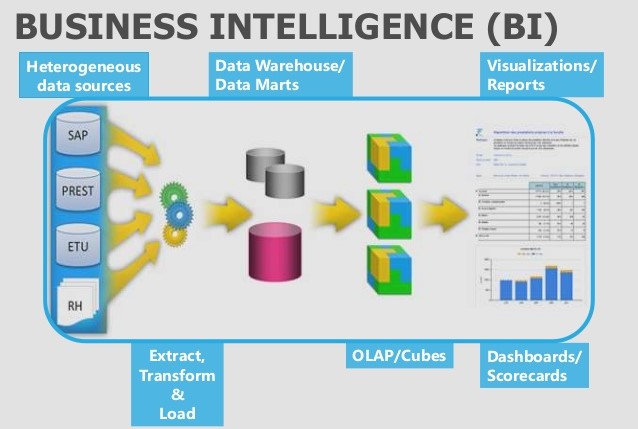 BUSINESS INTELLIGENCE (BI)
Heterogeneous
data sources
Data Warehouse/
Data Marts
Visualizations/
Reports
SAP
PREST
ETU
RH
Extract,
Transform
&
Load
OLAP/Cubes
Dashboards/
Scorecards